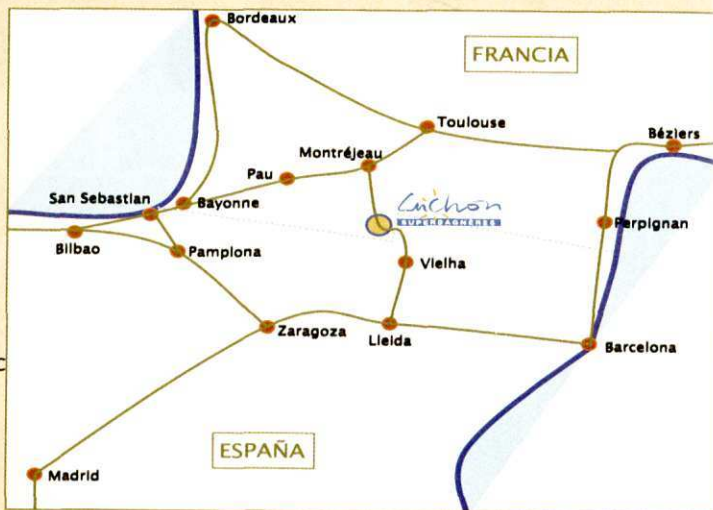 Bordeaux
FRANCIA
Toulouse
Béziers
Montréjeau
Pau
San Sebastian
Bayonne
Luchon
SUPERBAGNERES
Perpignan
Bilbao
Pamplona
Vielha
Zaragoza
Lleida
Barcelona
ESPAÑA
Madrid